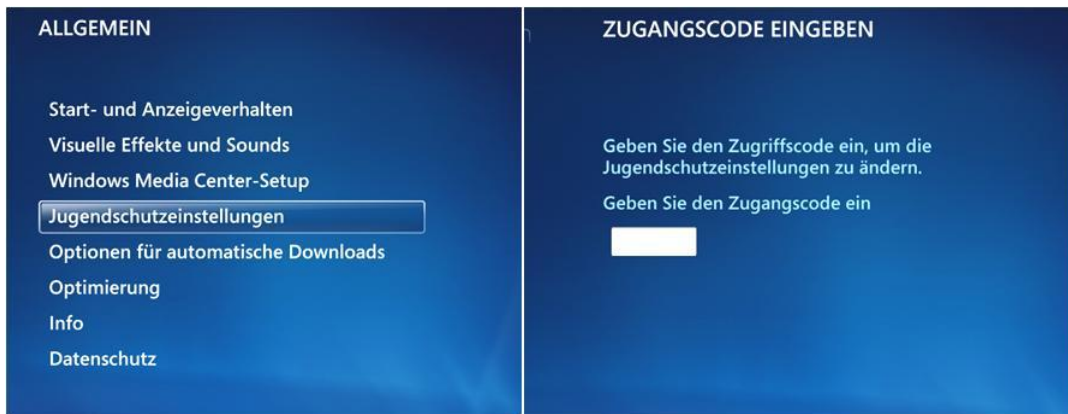 ALLGEMEIN
Start- und Anzeigeverhalten
Visuelle Effekte und Sounds
Windows Media Center-Setup
Jugendschutzeinstellungen
Optionen für automatische Downloads
Optimierung
Info
Datenschutz
ZUGANGSCODE EINGEBEN
Geben Sie den Zugriffscode ein, um die
Jugendschutzeinstellungen zu ändern.
Geben Sie den Zugangscode ein